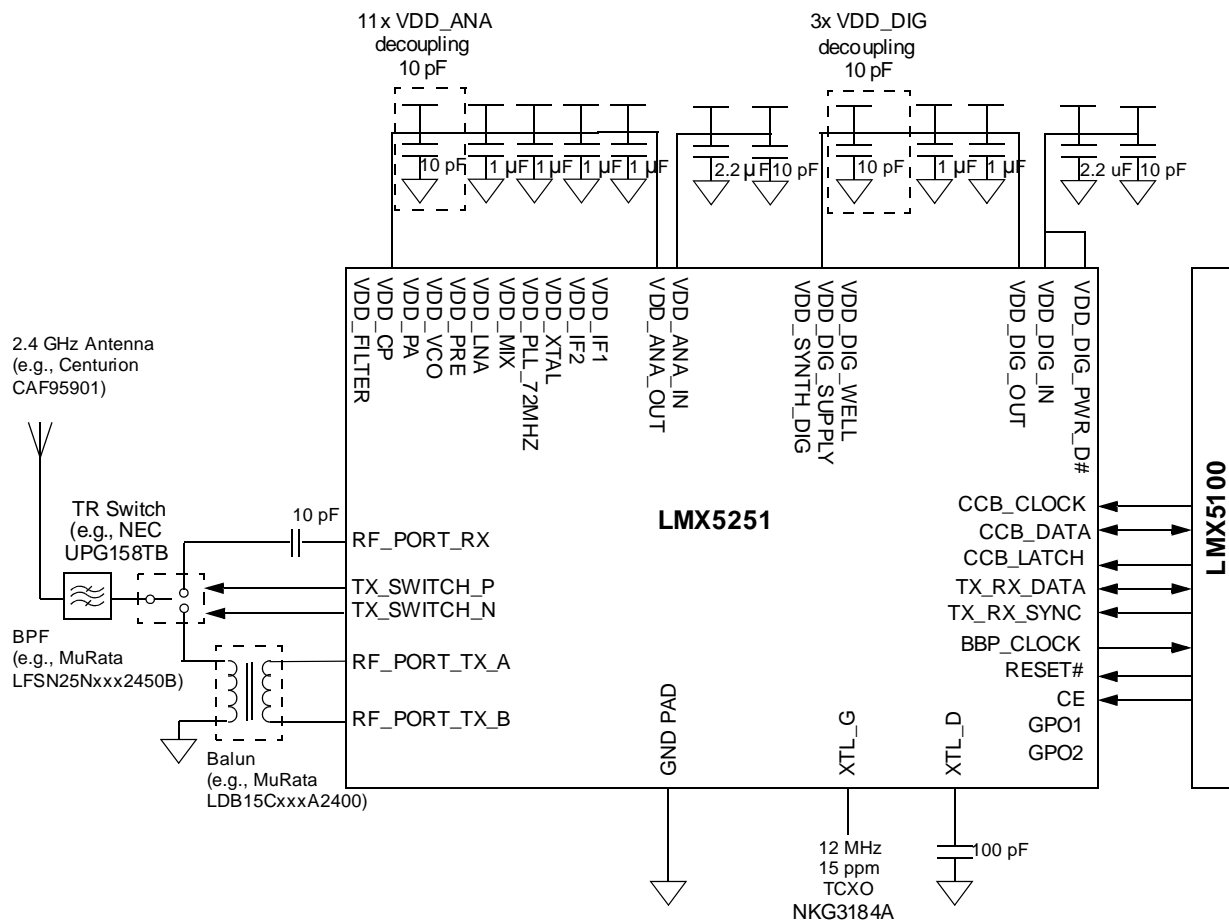 11x VDD_ANA
decoupling
10 pF
3x VDD_DIG
decoupling
10 pF
10 pF
1 µF
1 µF
1 µF
1 µF
2.2 µF
10 pF
10 pF
1 µF
1 µF
2.2 uF
10 pF
VDD_FILTER
VDD_CP
VDD_PA
VDD_VCO
VDD_PRE
VDD_LNA
VDD_MIX
VDD_PLL_72MHZ
VDD_XTAL
VDD_IF2
VDD_IF1
VDD_ANA_OUT
VDD_ANA_IN
VDD_SYNTH_DIG
VDD_DIG_SUPPLY
VDD_DIG_WELL
VDD_DIG_OUT
VDD_DIG_IN
VDD_DIG_PWR_D#
2.4 GHz Antenna
(e.g., Centurion
CAF95901)
TR Switch
(e.g., NEC
UPG158TB
10 pF
BPF
(e.g., MuRata
LFSN25Nxxx2450B)
Balun
(e.g., MuRata
LDB15CxxxA2400)
RF_PORT_RX
TX_SWITCH_P
TX_SWITCH_N
RF_PORT_TX_A
RF_PORT_TX_B
LMX5251
CCB_CLOCK
CCB_DATA
CCB_LATCH
TX_RX_DATA
TX_RX_SYNC
BBP_CLOCK
RESET#
CE
GPO1
GPO2
LMX5100
GND PAD
XTL_G
XTL_D
12 MHz
15 ppm
TCXO
NKG3184A
100 pF